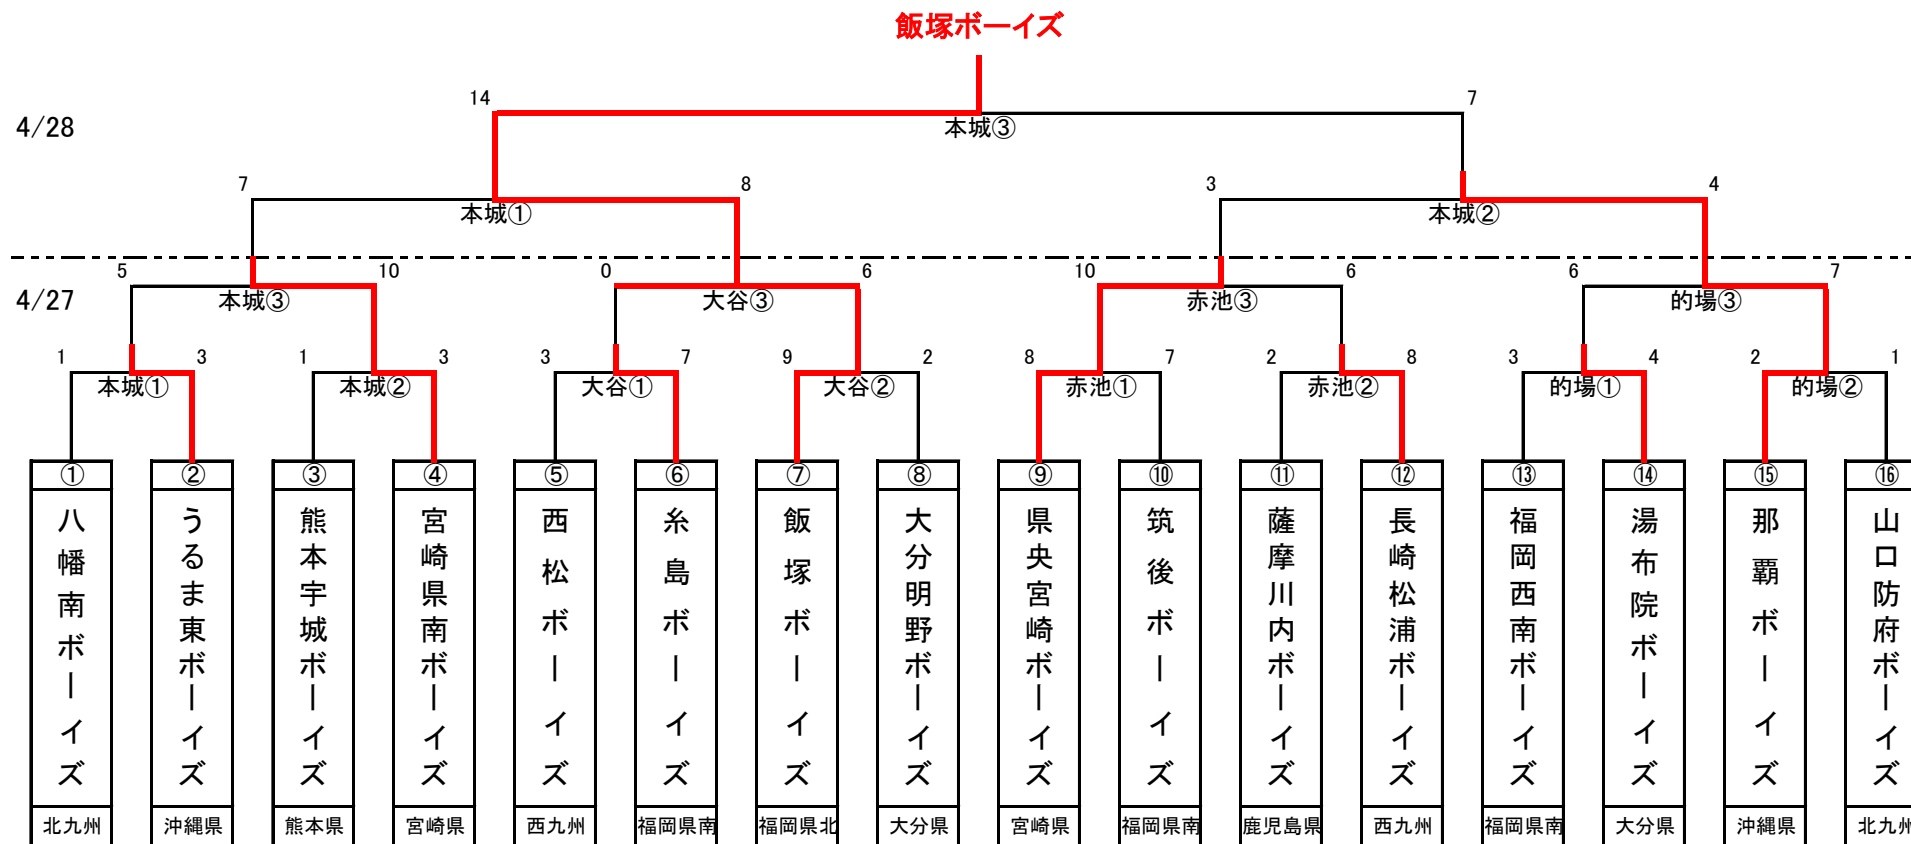 飯塚ボーイズ
14
7
4/28
本城③
7
8
3
4
本城①
本城②
5
10
0
6
10
6
6
7
4/27
本城③
大谷③
赤池③
的場③
1
3
1
3
3
7
9
2
8
7
2
8
3
4
2
1
本城①
本城②
大谷①
大谷②
赤池①
赤池②
的場①
的場②
①
②
③
④
⑤
⑥
⑦
⑧
⑨
⑩
⑪
⑫
⑬
⑭
⑮
⑯
八幡南ボーイズ
うるま東ボーイズ
熊本宇城ボーイズ
宮崎県南ボーイズ
西松ボーイズ
糸島ボーイズ
飯塚ボーイズ
大分明野ボーイズ
県央宮崎ボーイズ
筑後ボーイズ
薩摩川内ボーイズ
長崎松浦ボーイズ
福岡西南ボーイズ
湯布院ボーイズ
那覇ボーイズ
山口防府ボーイズ
北九州
沖縄県
熊本県
宮崎県
西九州
福岡県南
福岡県北
大分県
宮崎県
福岡県南
鹿児島県
西九州
福岡県南
大分県
沖縄県
北九州